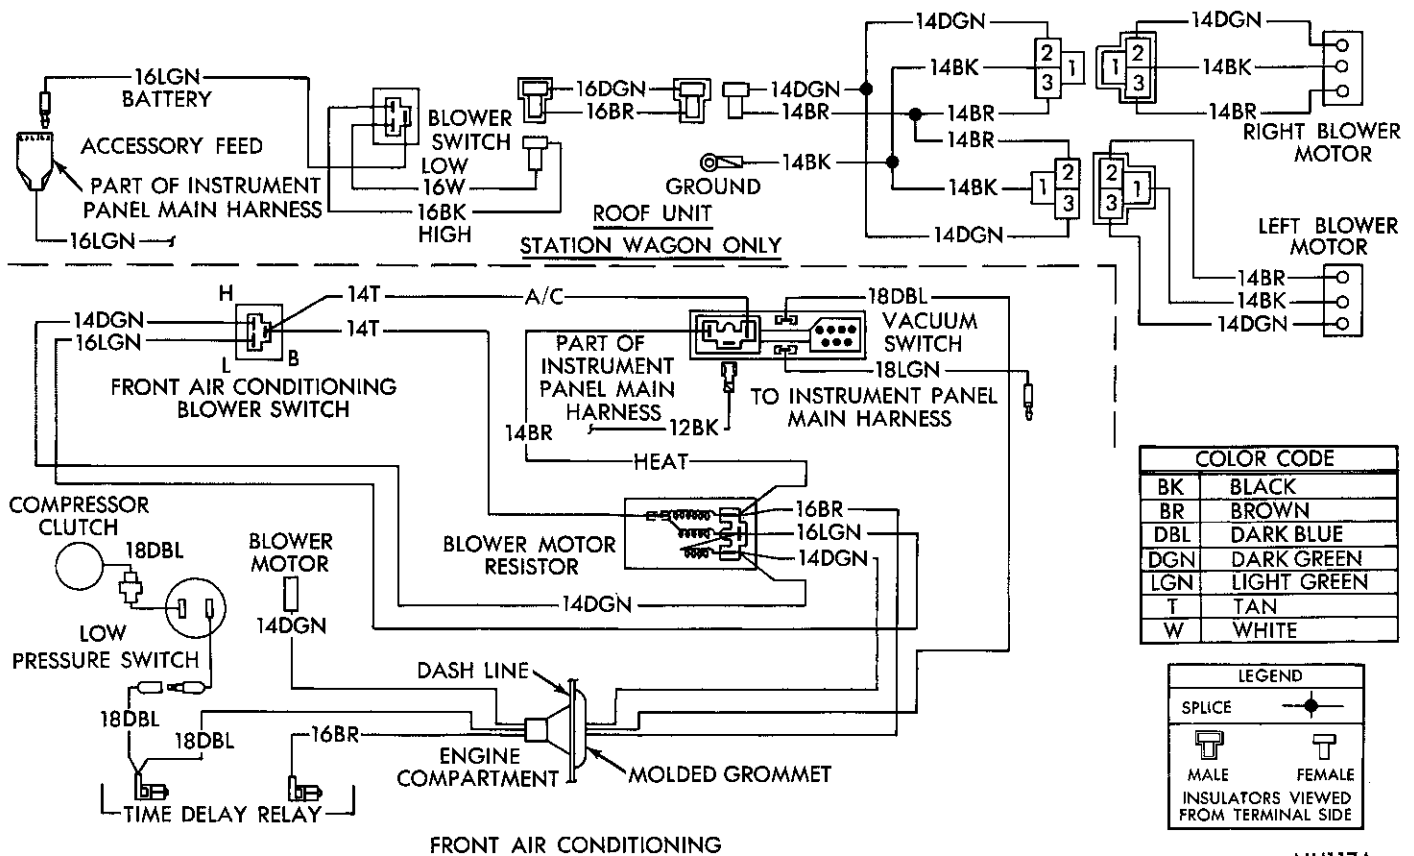 16LGN
BATTERY
ACCESSORY FEED
PART OF INSTRUMENT
PANEL MAIN HARNESS
16LGN
BLOWER
SWITCH
LOW
16W
16BK
HIGH
16DGN
16BR
14DGN
14BR
14BK
GROUND
ROOF UNIT
STATION WAGON ONLY
14DGN
14BK
14BR
14BR
14BK
14DGN
2
3
1
1
2
3
1
2
3
2
3
1
14DGN
14BK
14BR
RIGHT BLOWER
MOTOR
LEFT BLOWER
MOTOR
14BR
14BK
14DGN
H
14T
A/C
14DGN
16LGN
14T
L
B
FRONT AIR CONDITIONING
BLOWER SWITCH
18DBL
VACUUM
SWITCH
PART OF
INSTRUMENT
PANEL MAIN
HARNESS
18LGN
TO INSTRUMENT PANEL
MAIN HARNESS
12BK
14BR
HEAT
COMPRESSOR
CLUTCH
18DBL
BLOWER
MOTOR
14DGN
BLOWER MOTOR
RESISTOR
16BR
16LGN
14DGN
14DGN
LOW
PRESSURE SWITCH
18DBL
18DBL
16BR
DASH LINE
ENGINE
COMPARTMENT
MOLDED GROMMET
TIME DELAY RELAY
FRONT AIR CONDITIONING
COLOR CODE
BK BLACK
BR BROWN
DBL DARK BLUE
DGN DARK GREEN
LGN LIGHT GREEN
T TAN
W WHITE
LEGEND
SPLICE
MALE FEMALE
INSULATORS VIEWED
FROM TERMINAL SIDE